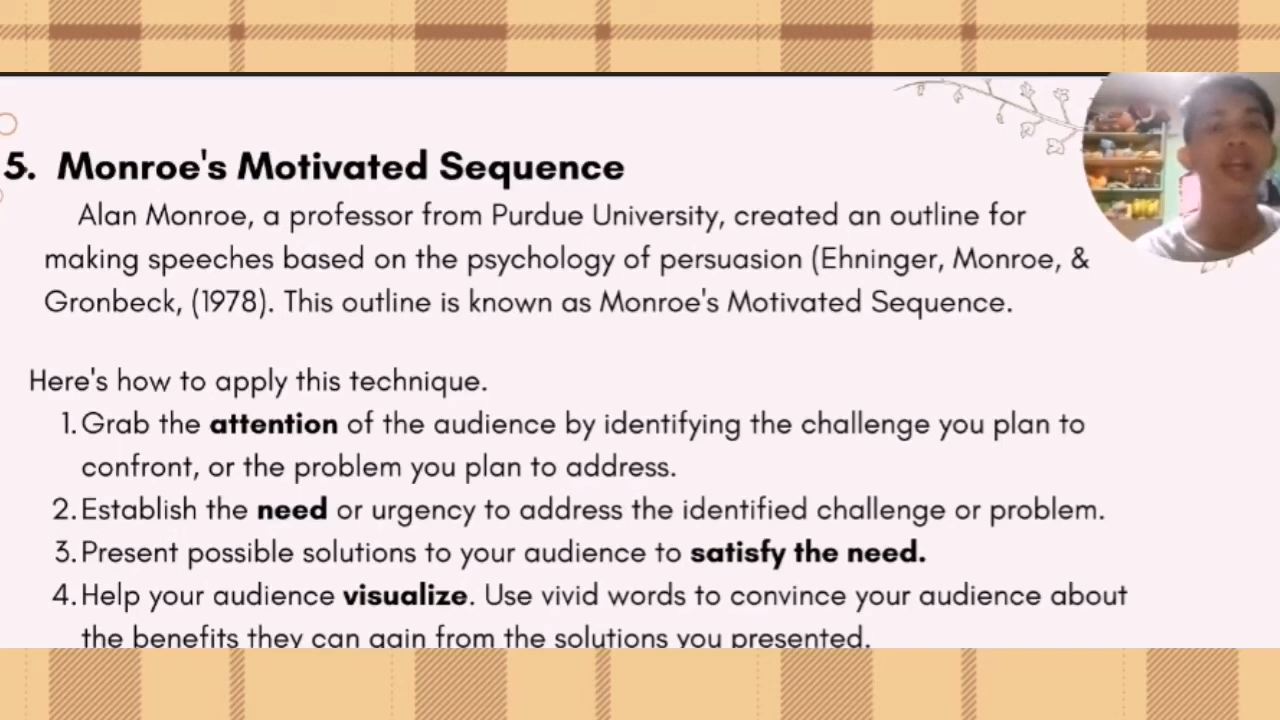 5. Monroe's Motivated Sequence
Alan Monroe, a professor from Purdue University, created an outline for
making speeches based on the psychology of persuasion (Ehninger, Monroe, &
Gronbeck, (1978). This outline is known as Monroe's Motivated Sequence.
Here's how to apply this technique.
1. Grab the attention of the audience by identifying the challenge you plan to
confront, or the problem you plan to address.
2. Establish the need or urgency to address the identified challenge or problem.
3. Present possible solutions to your audience to satisfy the need.
4. Help your audience visualize. Use vivid words to convince your audience about
the benefits they can gain from the solutions you presented.